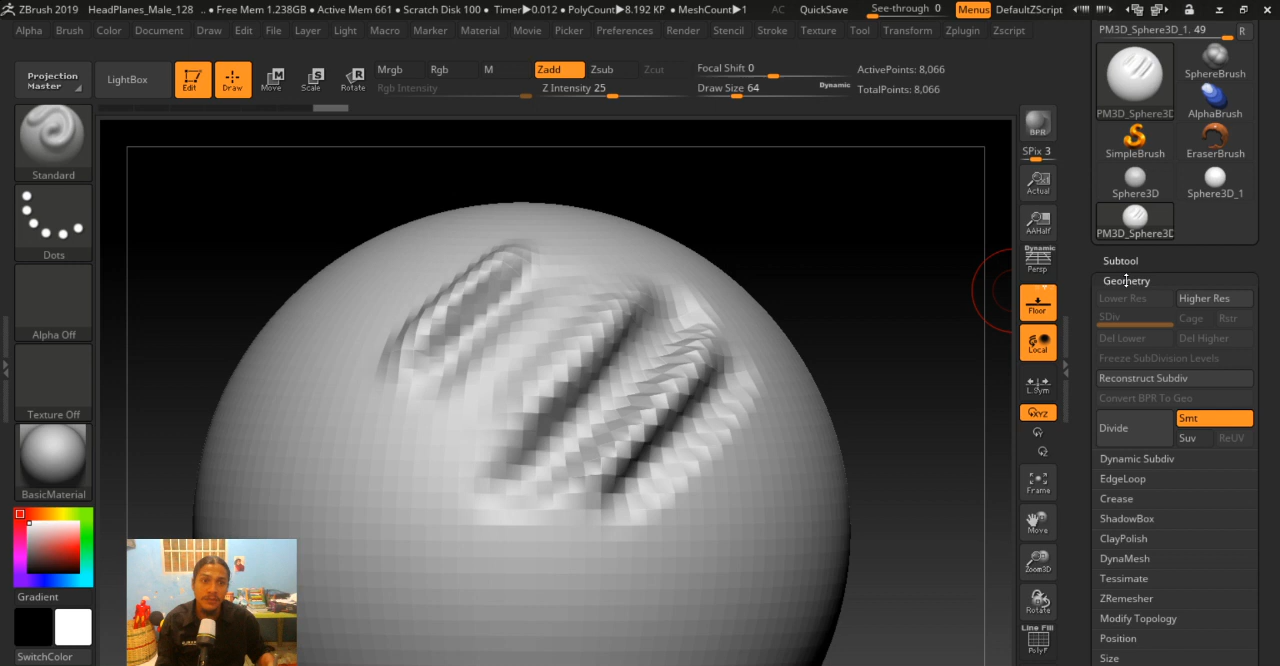 ZBrush 2019 HeadPlanes_Male_128 .. • Free Mem 1.238GB • Active Mem 661 • Scratch Disk 100 • Timer▶0.012 • PolyCount▶8.192 KP • MeshCount▶1 AC QuickSave See-through 0 Menus DefaultZScript
Alpha Brush Color Document Draw Edit File Layer Light Macro Marker Material Movie Picker Preferences Render Stencil Stroke Texture Tool Transform Zplugin Zscript
PM3D_Sphere3D_1. 49 R
Projection
Master
LightBox
Edit
Draw
Move
Scale
Rotate
Mrgb Rgb M
Rgb Intensity
Zadd Zsub Zcut
Z Intensity 25
Focal Shift 0
Draw Size 64 Dynamic
ActivePoints: 8,066
TotalPoints: 8,066
Standard
Dots
Alpha Off
Texture Off
BasicMaterial
Gradient
SwitchColor
BPR
SPix 3
Actual
AAHalf
Dynamic
Persp
Floor
Local
L.Sym
XYZ
Y
Z
Frame
Move
Zoom3D
Rotate
Line Fill
PolyF
PM3D_Sphere3D
SphereBrush
AlphaBrush
SimpleBrush
EraserBrush
Sphere3D
Sphere3D_1
PM3D_Sphere3D
Subtool
Geometry
Lower Res Higher Res
SDiv Cage Rstr
Del Lower Del Higher
Freeze SubDivision Levels
Reconstruct Subdiv
Convert BPR To Geo
Divide
Smt
Suv ReUV
Dynamic Subdiv
EdgeLoop
Crease
ShadowBox
ClayPolish
DynaMesh
Tessimate
ZRemesher
Modify Topology
Position
Size